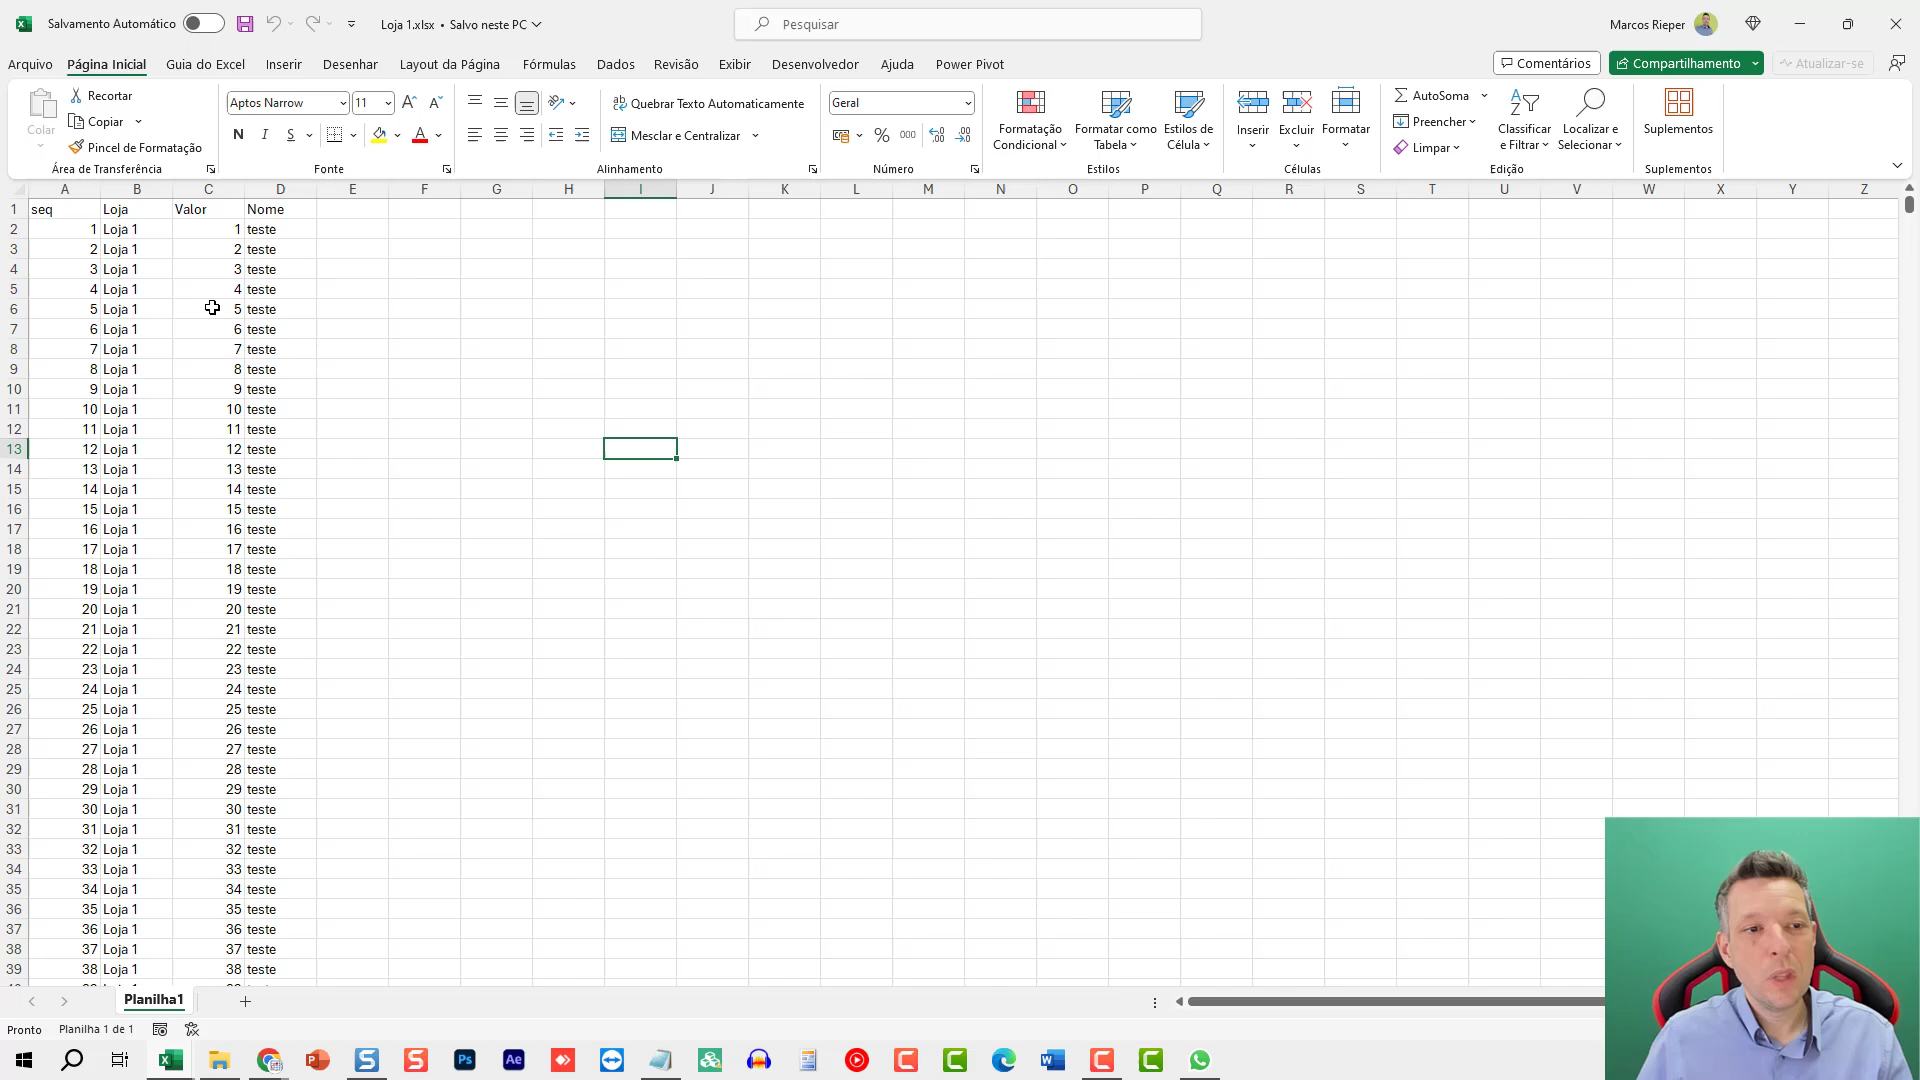 Salvamento Automático
Loja 1.xlsx • Salvo neste PC
Pesquisar
Marcos Rieper
Arquivo Página Inicial Guia do Excel Inserir Desenhar Layout da Página Fórmulas Dados Revisão Exibir Desenvolvedor Ajuda Power Pivot Comentários Compartilhamento Atualizar-se
Colar
Recortar
Copiar
Pincel de Formatação
Área de Transferência
Aptos Narrow 11
N I S
Fonte
Quebrar Texto Automaticamente
Mesclar e Centralizar
Alinhamento
Geral
% 000
Número
Formatação Condicional
Formatar como Tabela
Estilos de Célula
Estilos
Inserir Excluir Formatar
Células
AutoSoma
Preencher
Limpar
Classificar e Filtrar
Localizar e Selecionar
Edição
Suplementos
Suplementos
A B C D E F G H I J K L M N O P Q R S T U V W X Y Z
1 seq Loja Valor Nome
2 1 Loja 1 1 teste
3 2 Loja 1 2 teste
4 3 Loja 1 3 teste
5 4 Loja 1 4 teste
6 5 Loja 1 5 teste
7 6 Loja 1 6 teste
8 7 Loja 1 7 teste
9 8 Loja 1 8 teste
10 9 Loja 1 9 teste
11 10 Loja 1 10 teste
12 11 Loja 1 11 teste
13 12 Loja 1 12 teste
14 13 Loja 1 13 teste
15 14 Loja 1 14 teste
16 15 Loja 1 15 teste
17 16 Loja 1 16 teste
18 17 Loja 1 17 teste
19 18 Loja 1 18 teste
20 19 Loja 1 19 teste
21 20 Loja 1 20 teste
22 21 Loja 1 21 teste
23 22 Loja 1 22 teste
24 23 Loja 1 23 teste
25 24 Loja 1 24 teste
26 25 Loja 1 25 teste
27 26 Loja 1 26 teste
28 27 Loja 1 27 teste
29 28 Loja 1 28 teste
30 29 Loja 1 29 teste
31 30 Loja 1 30 teste
32 31 Loja 1 31 teste
33 32 Loja 1 32 teste
34 33 Loja 1 33 teste
35 34 Loja 1 34 teste
36 35 Loja 1 35 teste
37 36 Loja 1 36 teste
38 37 Loja 1 37 teste
39 38 Loja 1 38 teste
Planilha1
Pronto Planilha 1 de 1